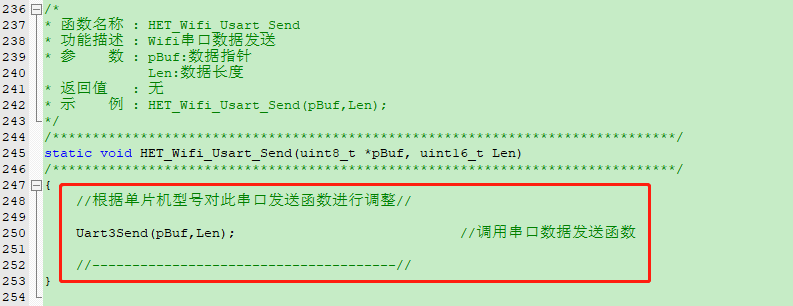 236 /*
237 * 函数名称 : HET_Wifi_Usart_Send
238 * 功能描述 : Wifi串口数据发送
239 * 参    数 : pBuf:数据指针
240              Len:数据长度
241 * 返回值   : 无
242 * 示    例 : HET_Wifi_Usart_Send(pBuf,Len);
243 */
244 /******************************************************************************/
245 static void HET_Wifi_Usart_Send(uint8_t *pBuf, uint16_t Len)
246 /******************************************************************************/
247 {
248     //根据单片机型号对此串口发送函数进行调整//
249
250     Uart3Send(pBuf,Len);                            //调用串口数据发送函数
251
252     //--------------------------------------//
253 }
254